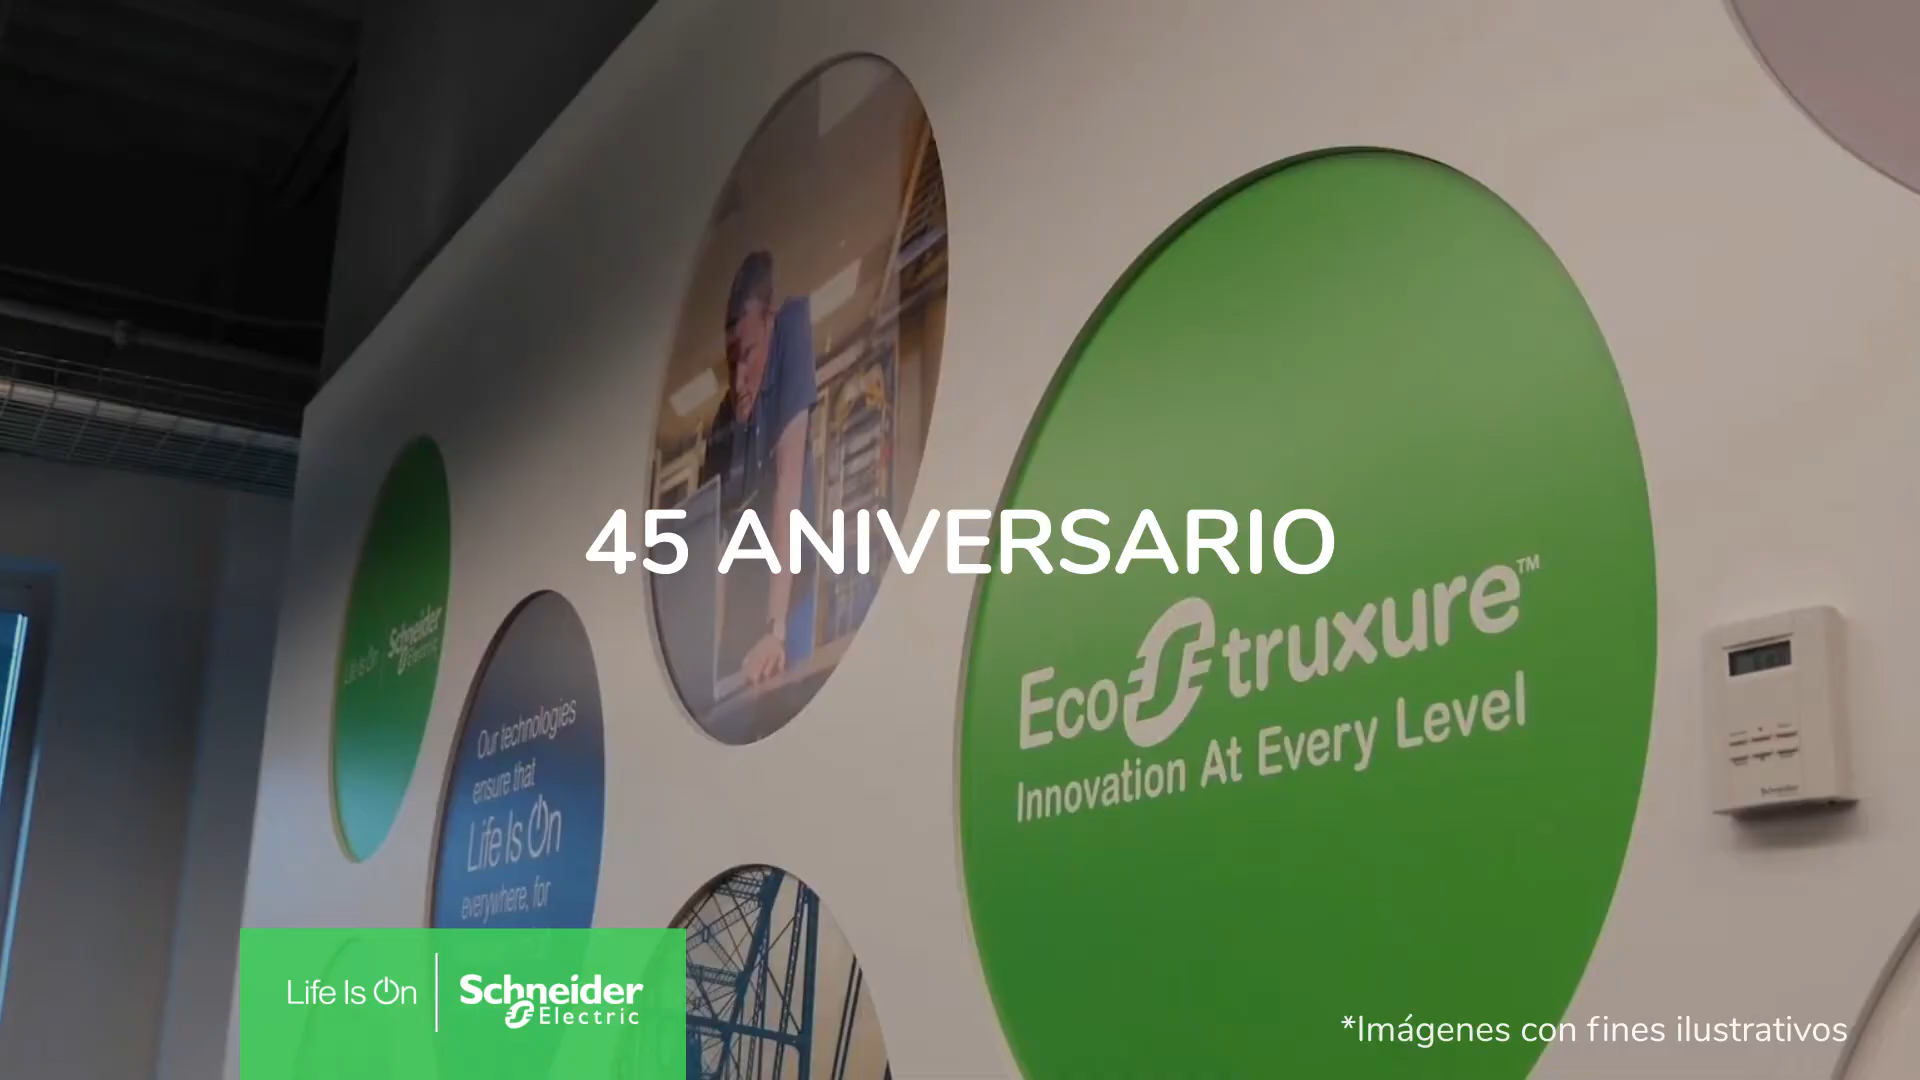 45 ANIVERSARIO
EcoStruxure™
Innovation At Every Level
Life Is On
Schneider
Electric
Our technologies
ensure that
Life Is On
everywhere, for
Schneider
Life Is On | Schneider
Electric
*Imágenes con fines ilustrativos